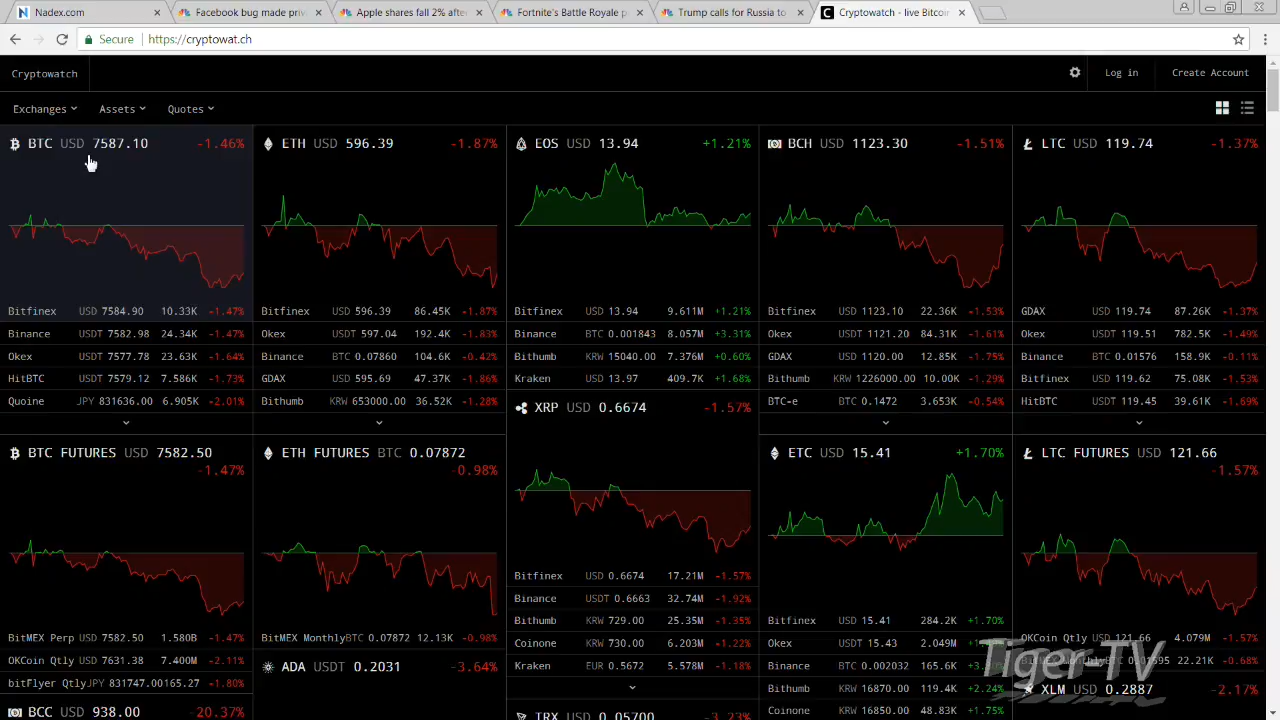 Nadex.com
Facebook bug made priv
Apple shares fall 2% afte
Fortnite's Battle Royale p
Trump calls for Russia to
Cryptowatch - live Bitcoin
Secure https://cryptowat.ch
Cryptowatch
Log in
Create Account
Exchanges
Assets
Quotes
BTC USD 7587.10 -1.46%
Bitfinex USD 7584.90 10.33K -1.47%
Binance USDT 7582.98 24.34K -1.47%
Okex USDT 7577.78 23.63K -1.64%
HitBTC USDT 7579.12 7.586K -1.73%
Quoine JPY 831636.00 6.905K -2.01%
ETH USD 596.39 -1.87%
Bitfinex USD 596.39 86.45K -1.87%
Okex USDT 597.04 192.4K -1.83%
Binance BTC 0.07860 104.6K -0.42%
GDAX USD 595.69 47.37K -1.86%
Bithumb KRW 653000.00 36.52K -1.28%
EOS USD 13.94 +1.21%
Bitfinex USD 13.94 9.611M +1.21%
Binance BTC 0.001843 8.057M +3.31%
Bithumb KRW 15040.00 7.376M +0.60%
Kraken USD 13.97 409.7K +1.68%
BCH USD 1123.30 -1.51%
Bitfinex USD 1123.10 22.36K -1.53%
Okex USDT 1121.20 84.31K -1.61%
GDAX USD 1120.00 12.85K -1.75%
Bithumb KRW 1226000.00 10.00K -1.29%
BTC-e BTC 0.1472 3.653K -0.54%
LTC USD 119.74 -1.37%
GDAX USD 119.74 87.26K -1.37%
Okex USDT 119.51 782.5K -1.49%
Binance BTC 0.01576 158.9K -0.11%
Bitfinex USD 119.62 75.08K -1.53%
HitBTC USDT 119.45 39.61K -1.69%
BTC FUTURES USD 7582.50
-1.47%
BitMEX Perp USD 7582.50 1.580B -1.47%
OKCoin Qtly USD 7631.38 7.400M -2.11%
bitFlyer Qtly JPY 831747.00 165.27 -1.80%
BCC USD 938.00 -20.37%
ETH FUTURES BTC 0.07872
-0.98%
BitMEX Monthly BTC 0.07872 12.13K -0.98%
ADA USDT 0.2031 -3.64%
XRP USD 0.6674 -1.57%
Bitfinex USD 0.6674 17.21M -1.57%
Binance USDT 0.6663 32.74M -1.92%
Bithumb KRW 729.00 25.35M -1.35%
Coinone KRW 730.00 6.203M -1.22%
Kraken EUR 0.5672 5.578M -1.18%
TRX USD 0.05700 -3.23%
ETC USD 15.41 +1.70%
Bitfinex USD 15.41 284.2K +1.70%
Okex USDT 15.43 2.049M
Binance BTC 0.002032 165.6K
Bithumb KRW 16870.00 119.4K +2.24%
Coinone KRW 16850.00 48.83K +1.75%
LTC FUTURES USD 121.66
-1.57%
OKCoin Qtly USD 121.66 4.079M -1.57%
BTC 0.01595 22.21K -0.68%
XLM USD 0.2887 -2.17%
Tiger-TV